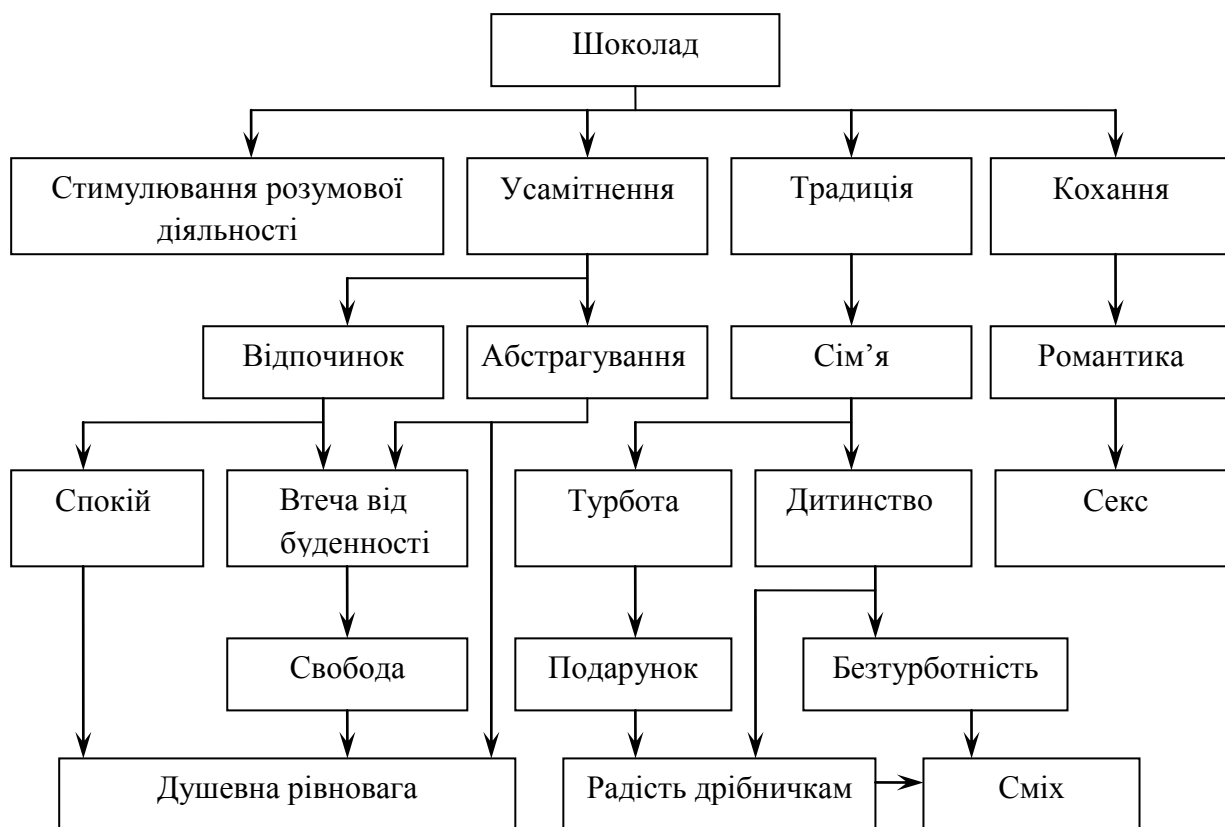 Шоколад
Стимулювання розумової
діяльності
Усамітнення
Традиція
Кохання
Відпочинок
Абстрагування
Сім’я
Романтика
Спокій
Втеча від
буденності
Турбота
Дитинство
Секс
Свобода
Подарунок
Безтурботність
Душевна рівновага
Радість дрібничкам
Сміх